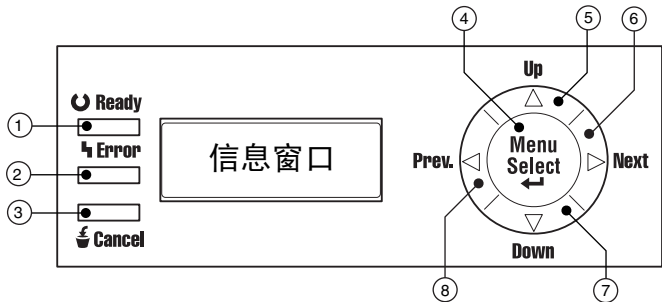 ④ ⑤ ⑥
Up
Ready
①
Error
信息窗口
Menu
Select
Prev.
Next
②
③
Cancel
Down
⑧ ⑦